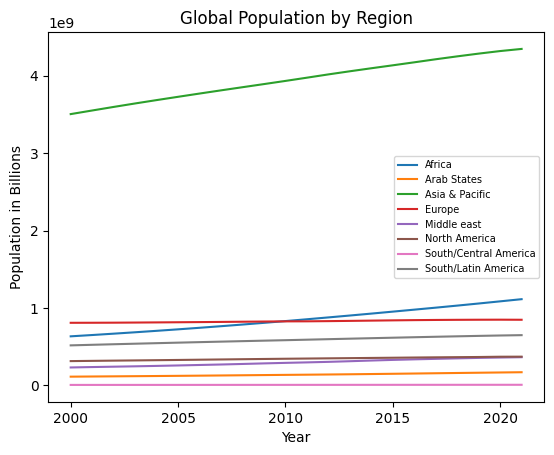 Global Population by Region
1e9
4
3
2
1
0
Population in Billions
Africa
Arab States
Asia & Pacific
Europe
Middle east
North America
South/Central America
South/Latin America
2000
2005
2010
2015
2020
Year